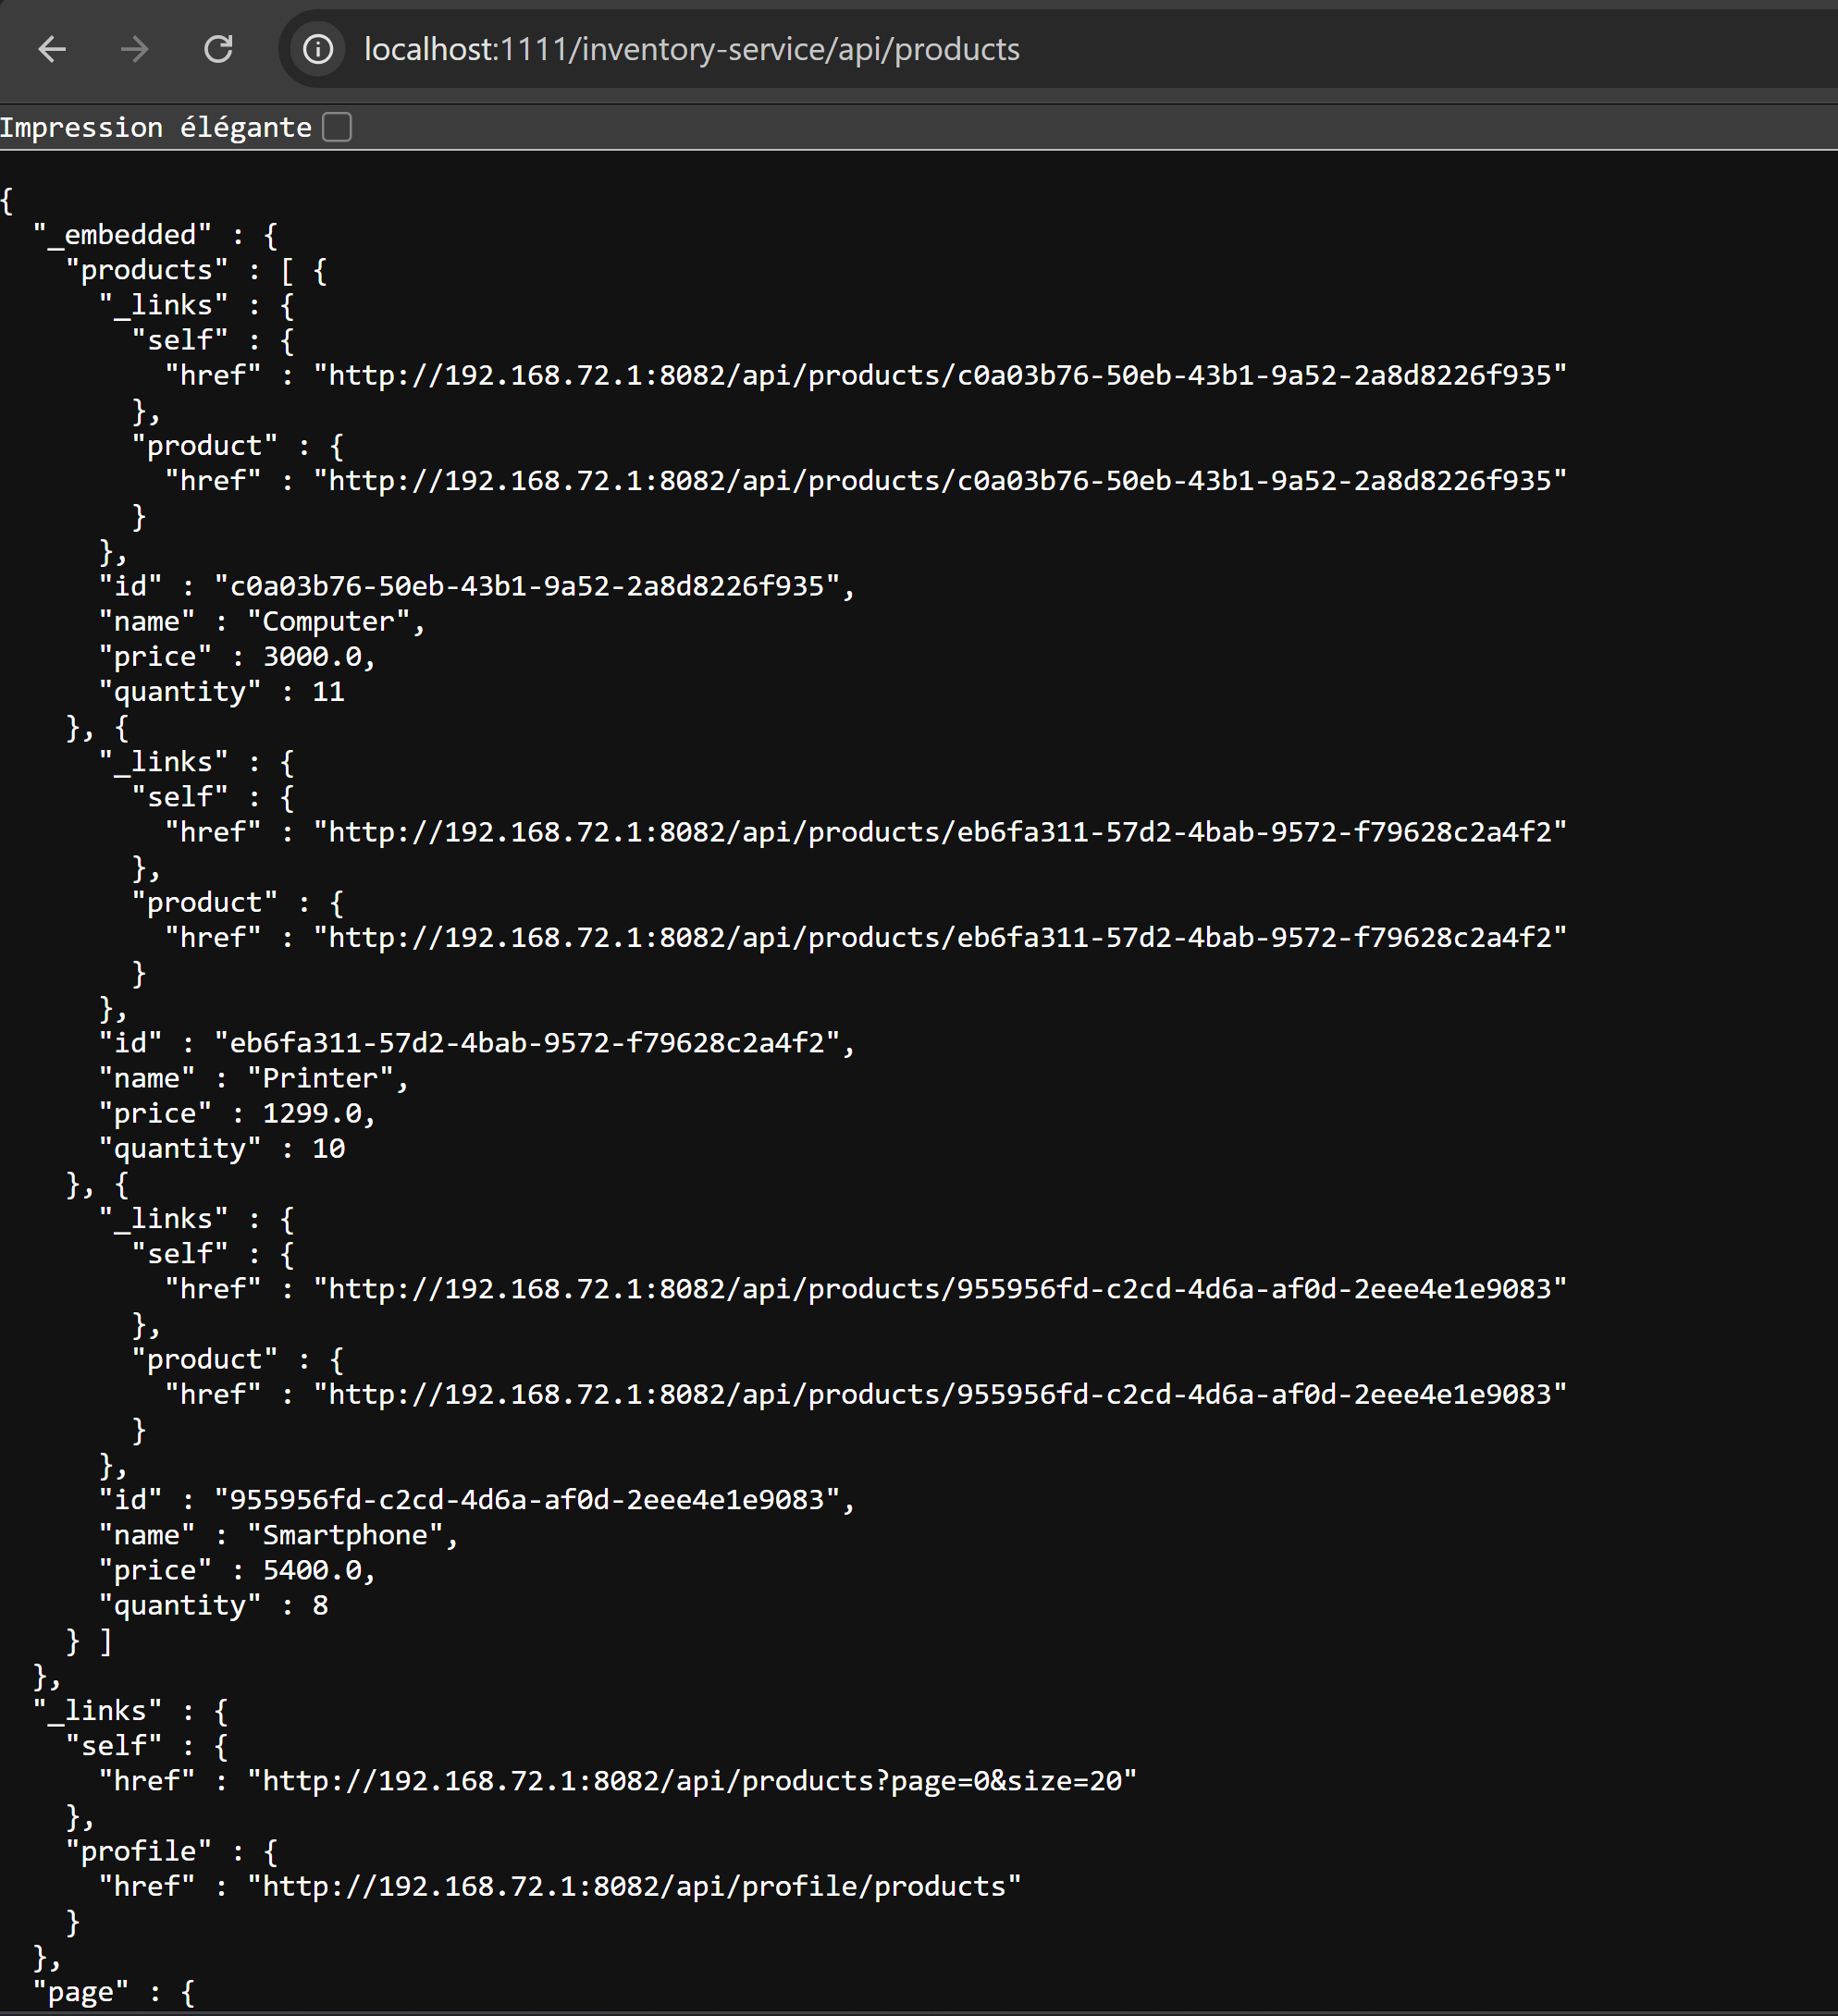 localhost:1111/inventory-service/api/products
Impression élégante
{
  "_embedded" : {
    "products" : [ {
      "_links" : {
        "self" : {
          "href" : "http://192.168.72.1:8082/api/products/c0a03b76-50eb-43b1-9a52-2a8d8226f935"
        },
        "product" : {
          "href" : "http://192.168.72.1:8082/api/products/c0a03b76-50eb-43b1-9a52-2a8d8226f935"
        }
      },
      "id" : "c0a03b76-50eb-43b1-9a52-2a8d8226f935",
      "name" : "Computer",
      "price" : 3000.0,
      "quantity" : 11
    }, {
      "_links" : {
        "self" : {
          "href" : "http://192.168.72.1:8082/api/products/eb6fa311-57d2-4bab-9572-f79628c2a4f2"
        },
        "product" : {
          "href" : "http://192.168.72.1:8082/api/products/eb6fa311-57d2-4bab-9572-f79628c2a4f2"
        }
      },
      "id" : "eb6fa311-57d2-4bab-9572-f79628c2a4f2",
      "name" : "Printer",
      "price" : 1299.0,
      "quantity" : 10
    }, {
      "_links" : {
        "self" : {
          "href" : "http://192.168.72.1:8082/api/products/955956fd-c2cd-4d6a-af0d-2eee4e1e9083"
        },
        "product" : {
          "href" : "http://192.168.72.1:8082/api/products/955956fd-c2cd-4d6a-af0d-2eee4e1e9083"
        }
      },
      "id" : "955956fd-c2cd-4d6a-af0d-2eee4e1e9083",
      "name" : "Smartphone",
      "price" : 5400.0,
      "quantity" : 8
    } ]
  },
  "_links" : {
    "self" : {
      "href" : "http://192.168.72.1:8082/api/products?page=0&size=20"
    },
    "profile" : {
      "href" : "http://192.168.72.1:8082/api/profile/products"
    }
  },
  "page" : {